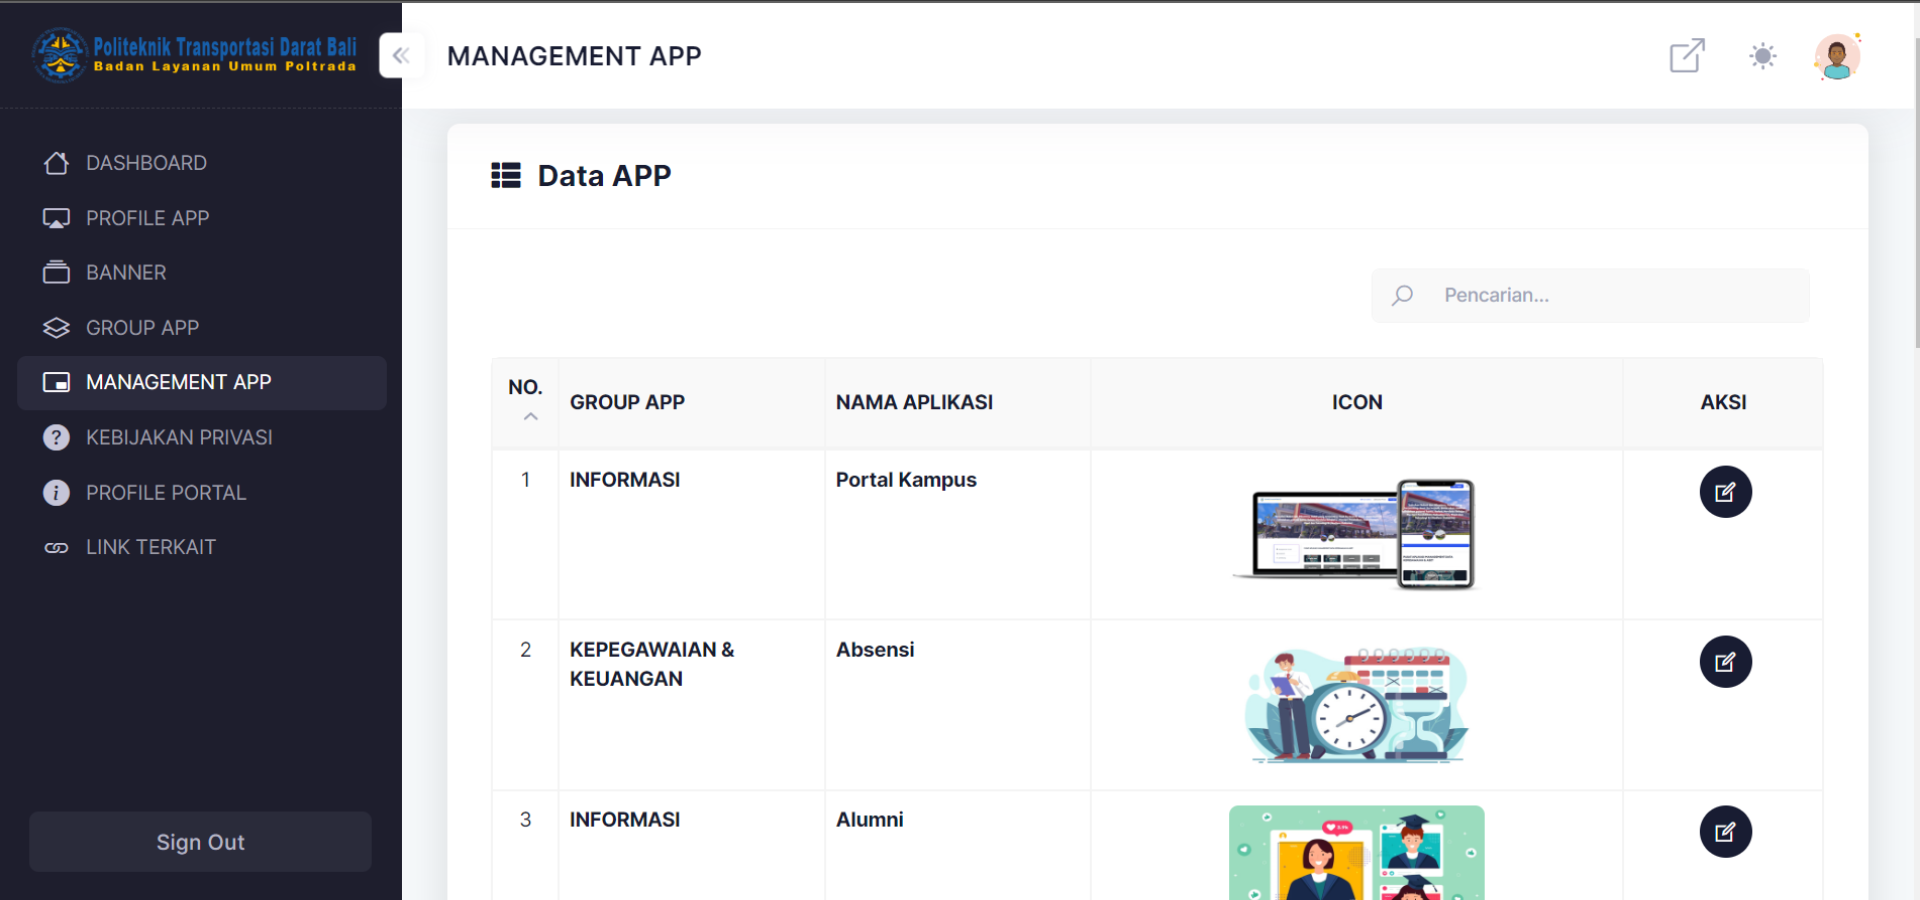 Politeknik Transportasi Darat Bali
Badan Layanan Umum Poltrada
MANAGEMENT APP
DASHBOARD
PROFILE APP
BANNER
GROUP APP
MANAGEMENT APP
KEBIJAKAN PRIVASI
PROFILE PORTAL
LINK TERKAIT
Sign Out
Data APP
Pencarian...
NO. GROUP APP NAMA APLIKASI ICON AKSI
1 INFORMASI Portal Kampus
2 KEPEGAWAIAN & Absensi
KEUANGAN
3 INFORMASI Alumni